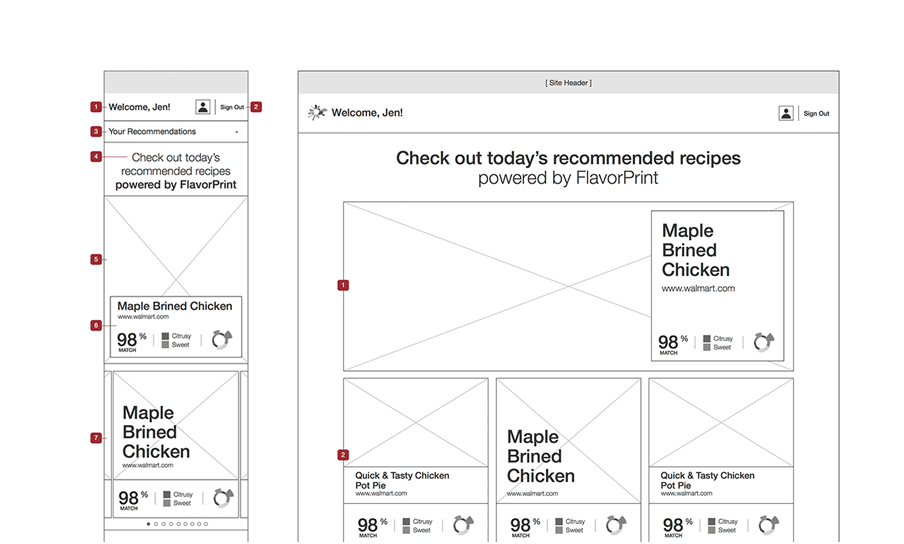 1
Welcome, Jen!
Sign Out
2
3
Your Recommendations
-
4
Check out today's
recommended recipes
powered by FlavorPrint
5
Maple Brined Chicken
www.walmart.com
6
98 %
MATCH
Citrusy
Sweet
7
Maple
Brined
Chicken
www.walmart.com
98 %
MATCH
Citrusy
Sweet
[ Site Header ]
Welcome, Jen!
Sign Out
Check out today's recommended recipes
powered by FlavorPrint
1
Maple
Brined
Chicken
www.walmart.com
98 %
MATCH
Citrusy
Sweet
2
Quick & Tasty Chicken
Pot Pie
www.walmart.com
98 %
MATCH
Citrusy
Sweet
Maple
Brined
Chicken
www.walmart.com
98 %
MATCH
Citrusy
Sweet
Quick & Tasty Chicken
Pot Pie
www.walmart.com
98 %
MATCH
Citrusy
Sweet